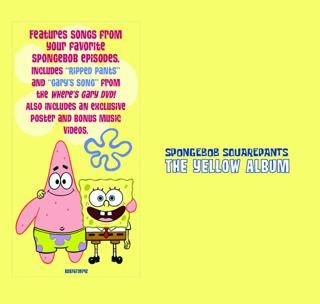 Features songs from
your favorite
SpongeBob episodes.
Includes "Ripped Pants"
and "Gary's Song" from
the Where's Gary DVD!
Also includes an exclusive
poster and bonus music
videos.
SpongeBob SquarePants
The Yellow Album